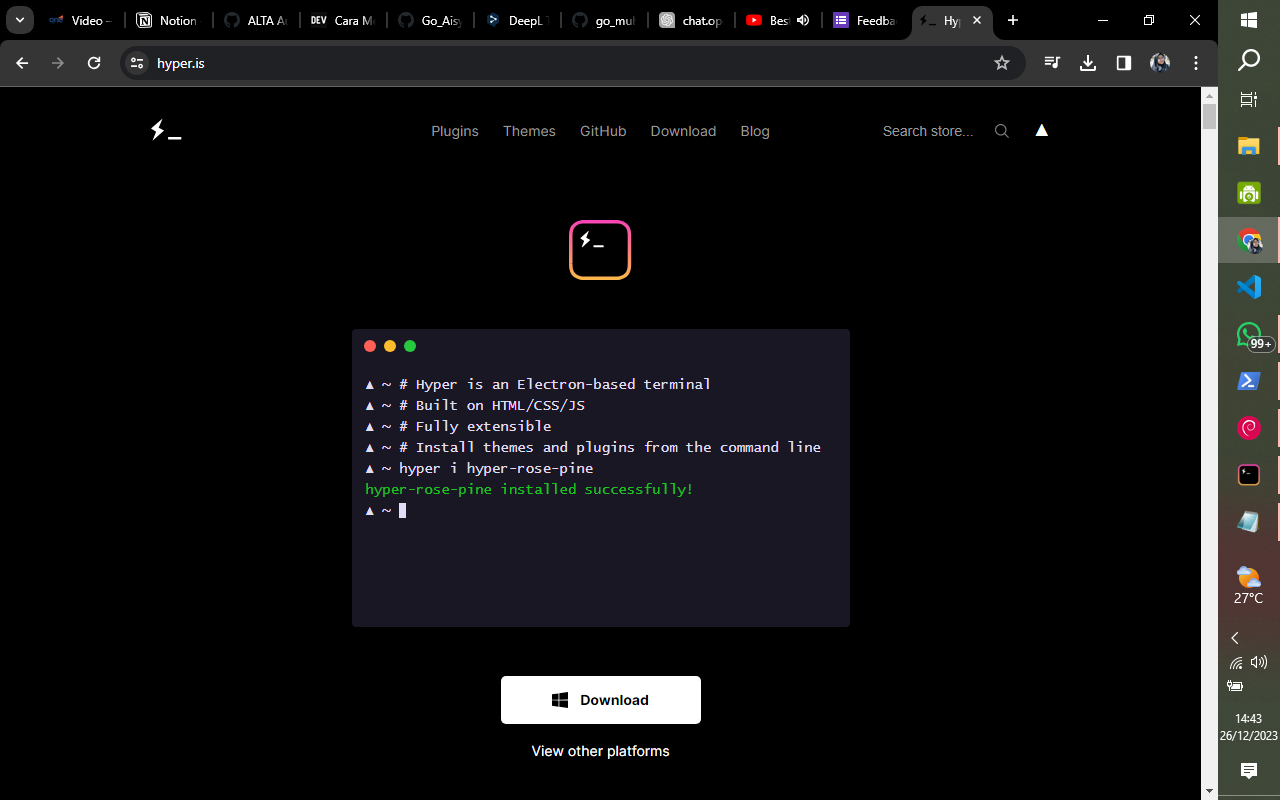 Video –
Notion
ALTA Au
DEV Cara Me
Go_Aisy
DeepL T
go_mul
chat.op
Best
Feedba
Hyp
hyper.is
Plugins Themes GitHub Download Blog Search store...
▲ ~ # Hyper is an Electron-based terminal
▲ ~ # Built on HTML/CSS/JS
▲ ~ # Fully extensible
▲ ~ # Install themes and plugins from the command line
▲ ~ hyper i hyper-rose-pine
hyper-rose-pine installed successfully!
▲ ~
Download
View other platforms
99+
27°C
14:43
26/12/2023